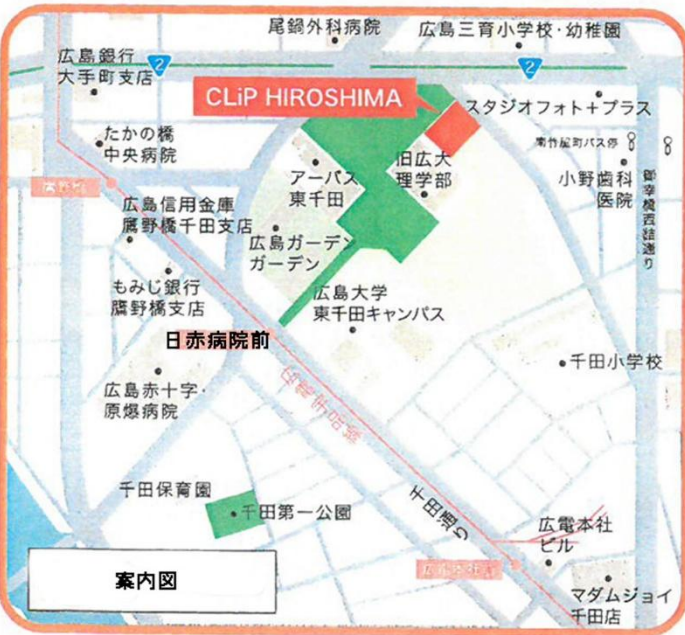 尾鍋外科病院
広島三育小学校・幼稚園
広島銀行
大手町支店
2
2
CLiP HIROSHIMA
スタジオフォト+プラス
たかの橋
中央病院
南竹屋町バス停
アーバス
東千田
旧広大
理学部
小野歯科
医院
御幸橋西詰通り
広島信用金庫
鷹野橋千田支店
広島ガーデン
ガーデン
もみじ銀行
鷹野橋支店
広島大学
東千田キャンパス
日赤病院前
千田小学校
広島赤十字・
原爆病院
千田保育園
千田第一公園
千田通り
広電本社
ビル
案内図
マダムジョイ
千田店